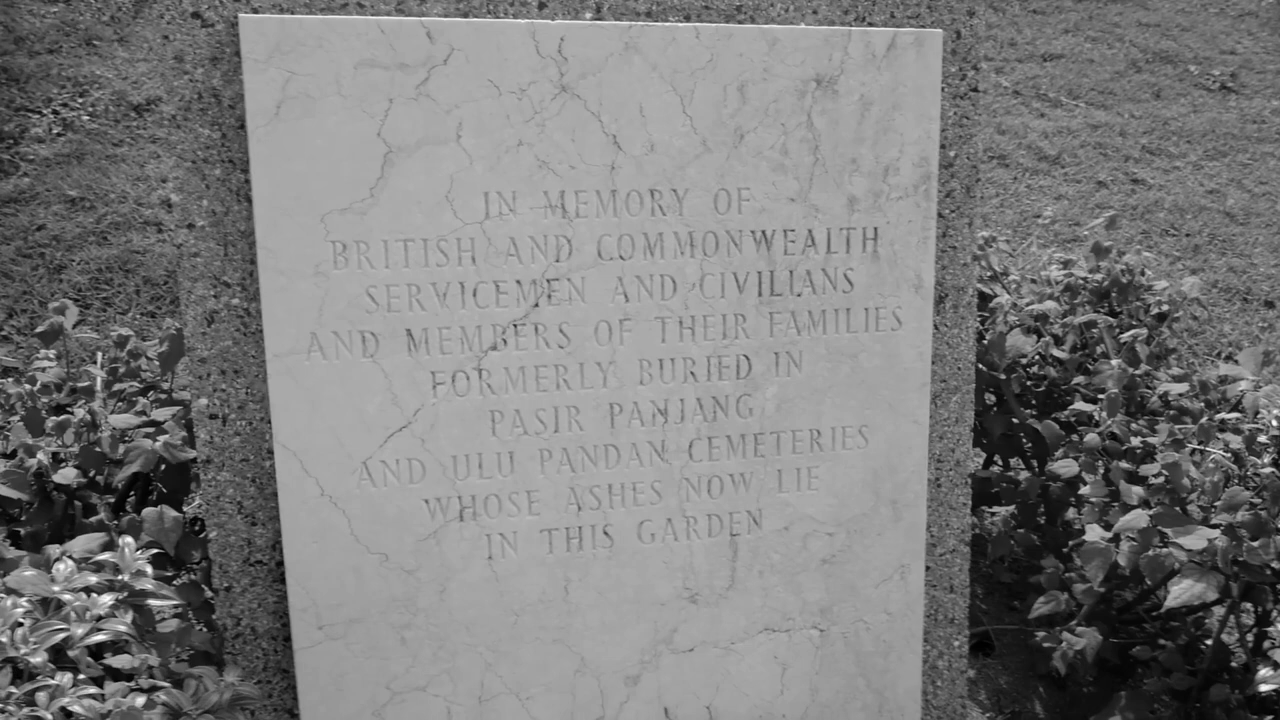 IN MEMORY OF
BRITISH AND COMMONWEALTH
SERVICEMEN AND CIVILIANS
AND MEMBERS OF THEIR FAMILIES
FORMERLY BURIED IN
PASIR PANJANG
AND ULU PANDAN CEMETERIES
WHOSE ASHES NOW LIE
IN THIS GARDEN